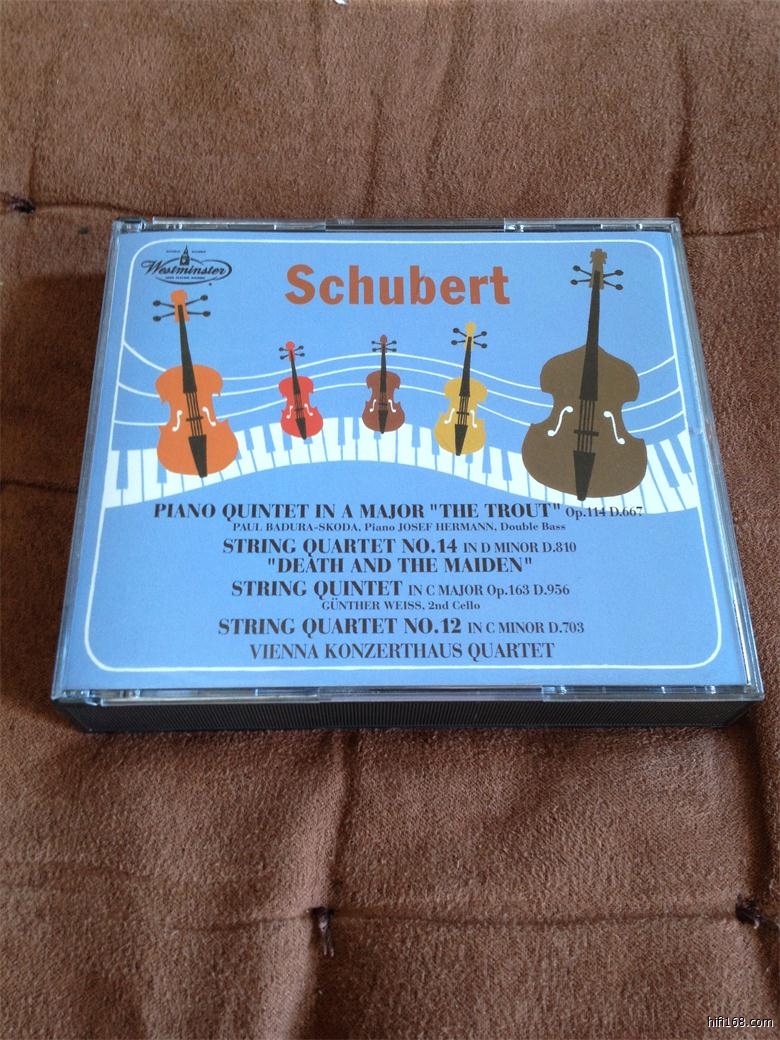 Westminster
Schubert
PIANO QUINTET IN A MAJOR "THE TROUT" Op.114 D.667
PAUL BADURA-SKODA, Piano JOSEF HERMANN, Double Bass
STRING QUARTET NO.14 IN D MINOR D.810
"DEATH AND THE MAIDEN"
STRING QUINTET IN C MAJOR Op.163 D.956
GÜNTHER WEISS, 2nd Cello
STRING QUARTET NO.12 IN C MINOR D.703
VIENNA KONZERTHAUS QUARTET
hifi168.com